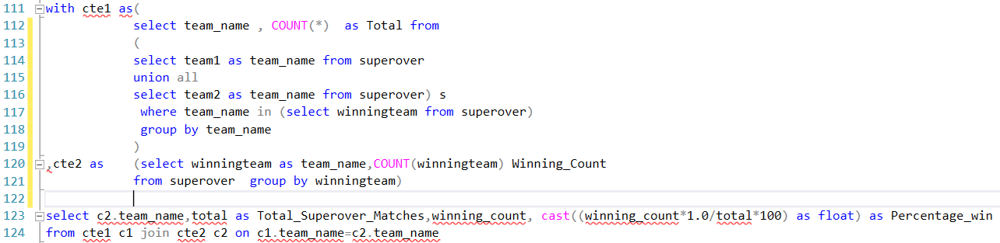 111 with cte1 as(
112 select team_name , COUNT(*)  as Total from
113 (
114 select team1 as team_name from superover
115 union all
116 select team2 as team_name from superover) s
117 where team_name in (select winningteam from superover)
118 group by team_name
119 )
120 ,cte2 as    (select winningteam as team_name,COUNT(winningteam) Winning_Count
121 from superover  group by winningteam)
122
123 select c2.team_name,total as Total_Superover_Matches,winning_count, cast((winning_count*1.0/total*100) as float) as Percentage_win
124 from cte1 c1 join cte2 c2 on c1.team_name=c2.team_name